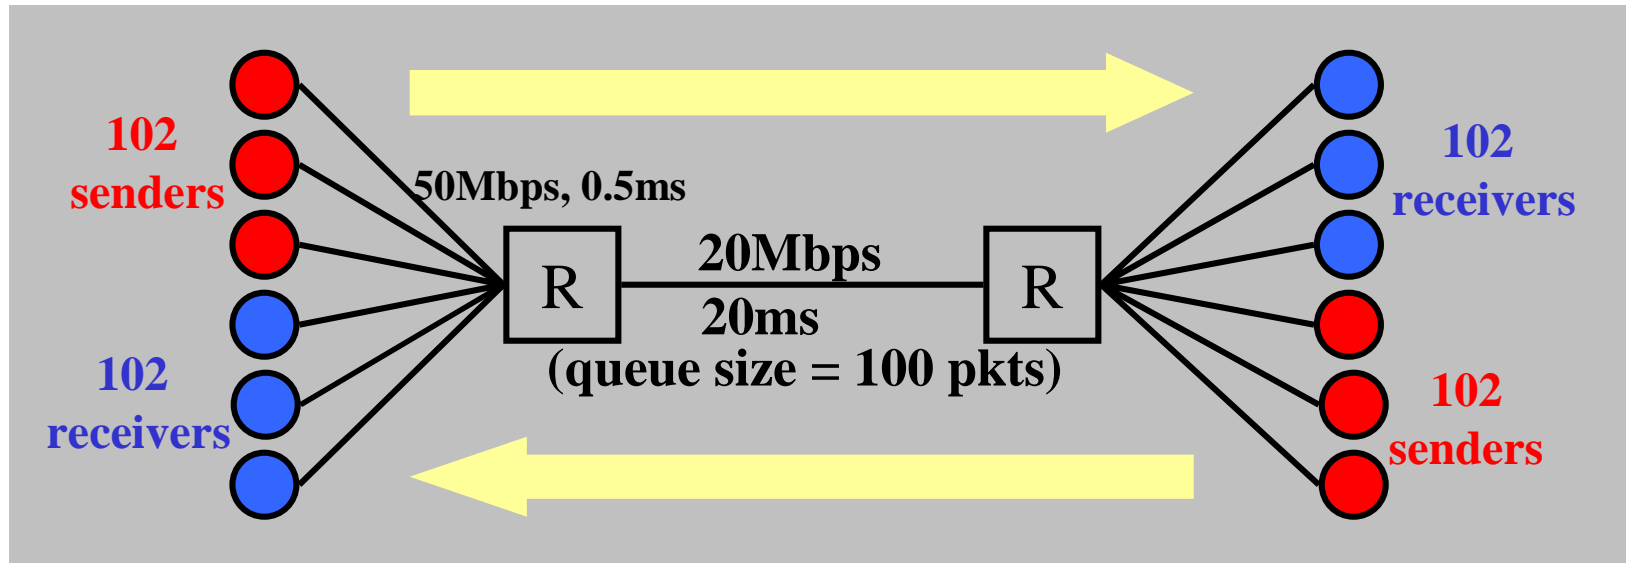 102
senders
102
receivers
50Mbps, 0.5ms
R
20Mbps
20ms
(queue size = 100 pkts)
R
102
receivers
102
senders